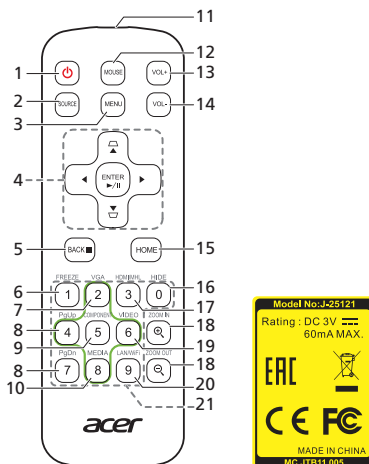 11
12
1
MOUSE
VOL+
13
2
SOURCE
MENU
VOL-
14
3
4
ENTER
5
BACK
HOME
15
FREEZE VGA HDMI/MHL HIDE
6
1
2
3
0
16
7
17
PgUp COMPONENT VIDEO ZOOM IN
8
4
5
6
18
9
19
PgDn MEDIA LAN/WiFi ZOOM OUT
8
7
8
9
18
10
20
21
acer
Model No:J-25121
Rating : DC 3V
60mA MAX.
EAC
CE FC
MADE IN CHINA
MC.JTB11.005